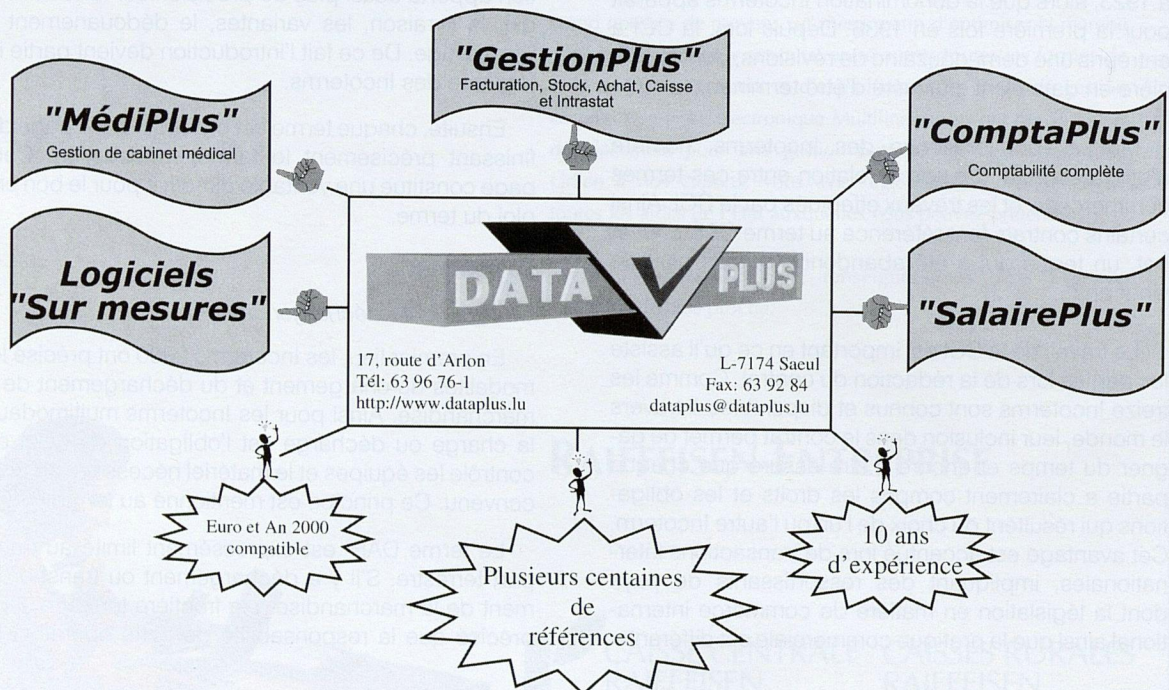 "GestionPlus"
Facturation, Stock, Achat, Caisse
et Intrastat
"MédiPlus"
Gestion de cabinet médical
"ComptaPlus"
Comptabilité complète
Logiciels
"Sur mesures"
DATA PLUS
"SalairePlus"
17, route d'Arlon
Tél: 63 96 76-1
http://www.dataplus.lu
L-7174 Saeul
Fax: 63 92 84
dataplus@dataplus.lu
Euro et An 2000
compatible
Plusieurs centaines
de
références
10 ans
d'expérience